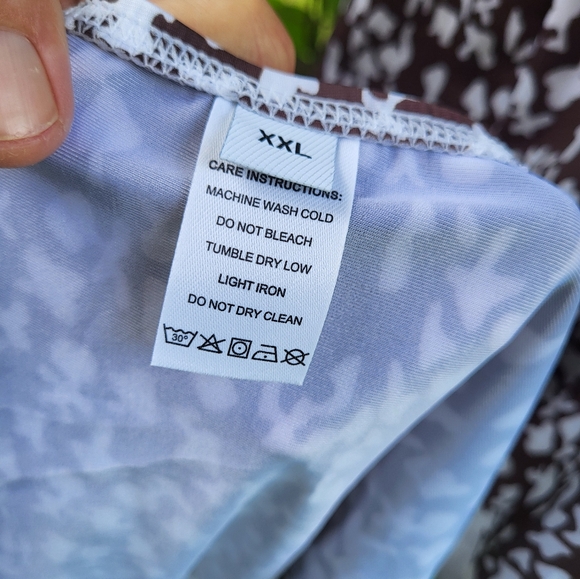 XXL
CARE INSTRUCTIONS:
MACHINE WASH COLD
DO NOT BLEACH
TUMBLE DRY LOW
LIGHT IRON
DO NOT DRY CLEAN
30°